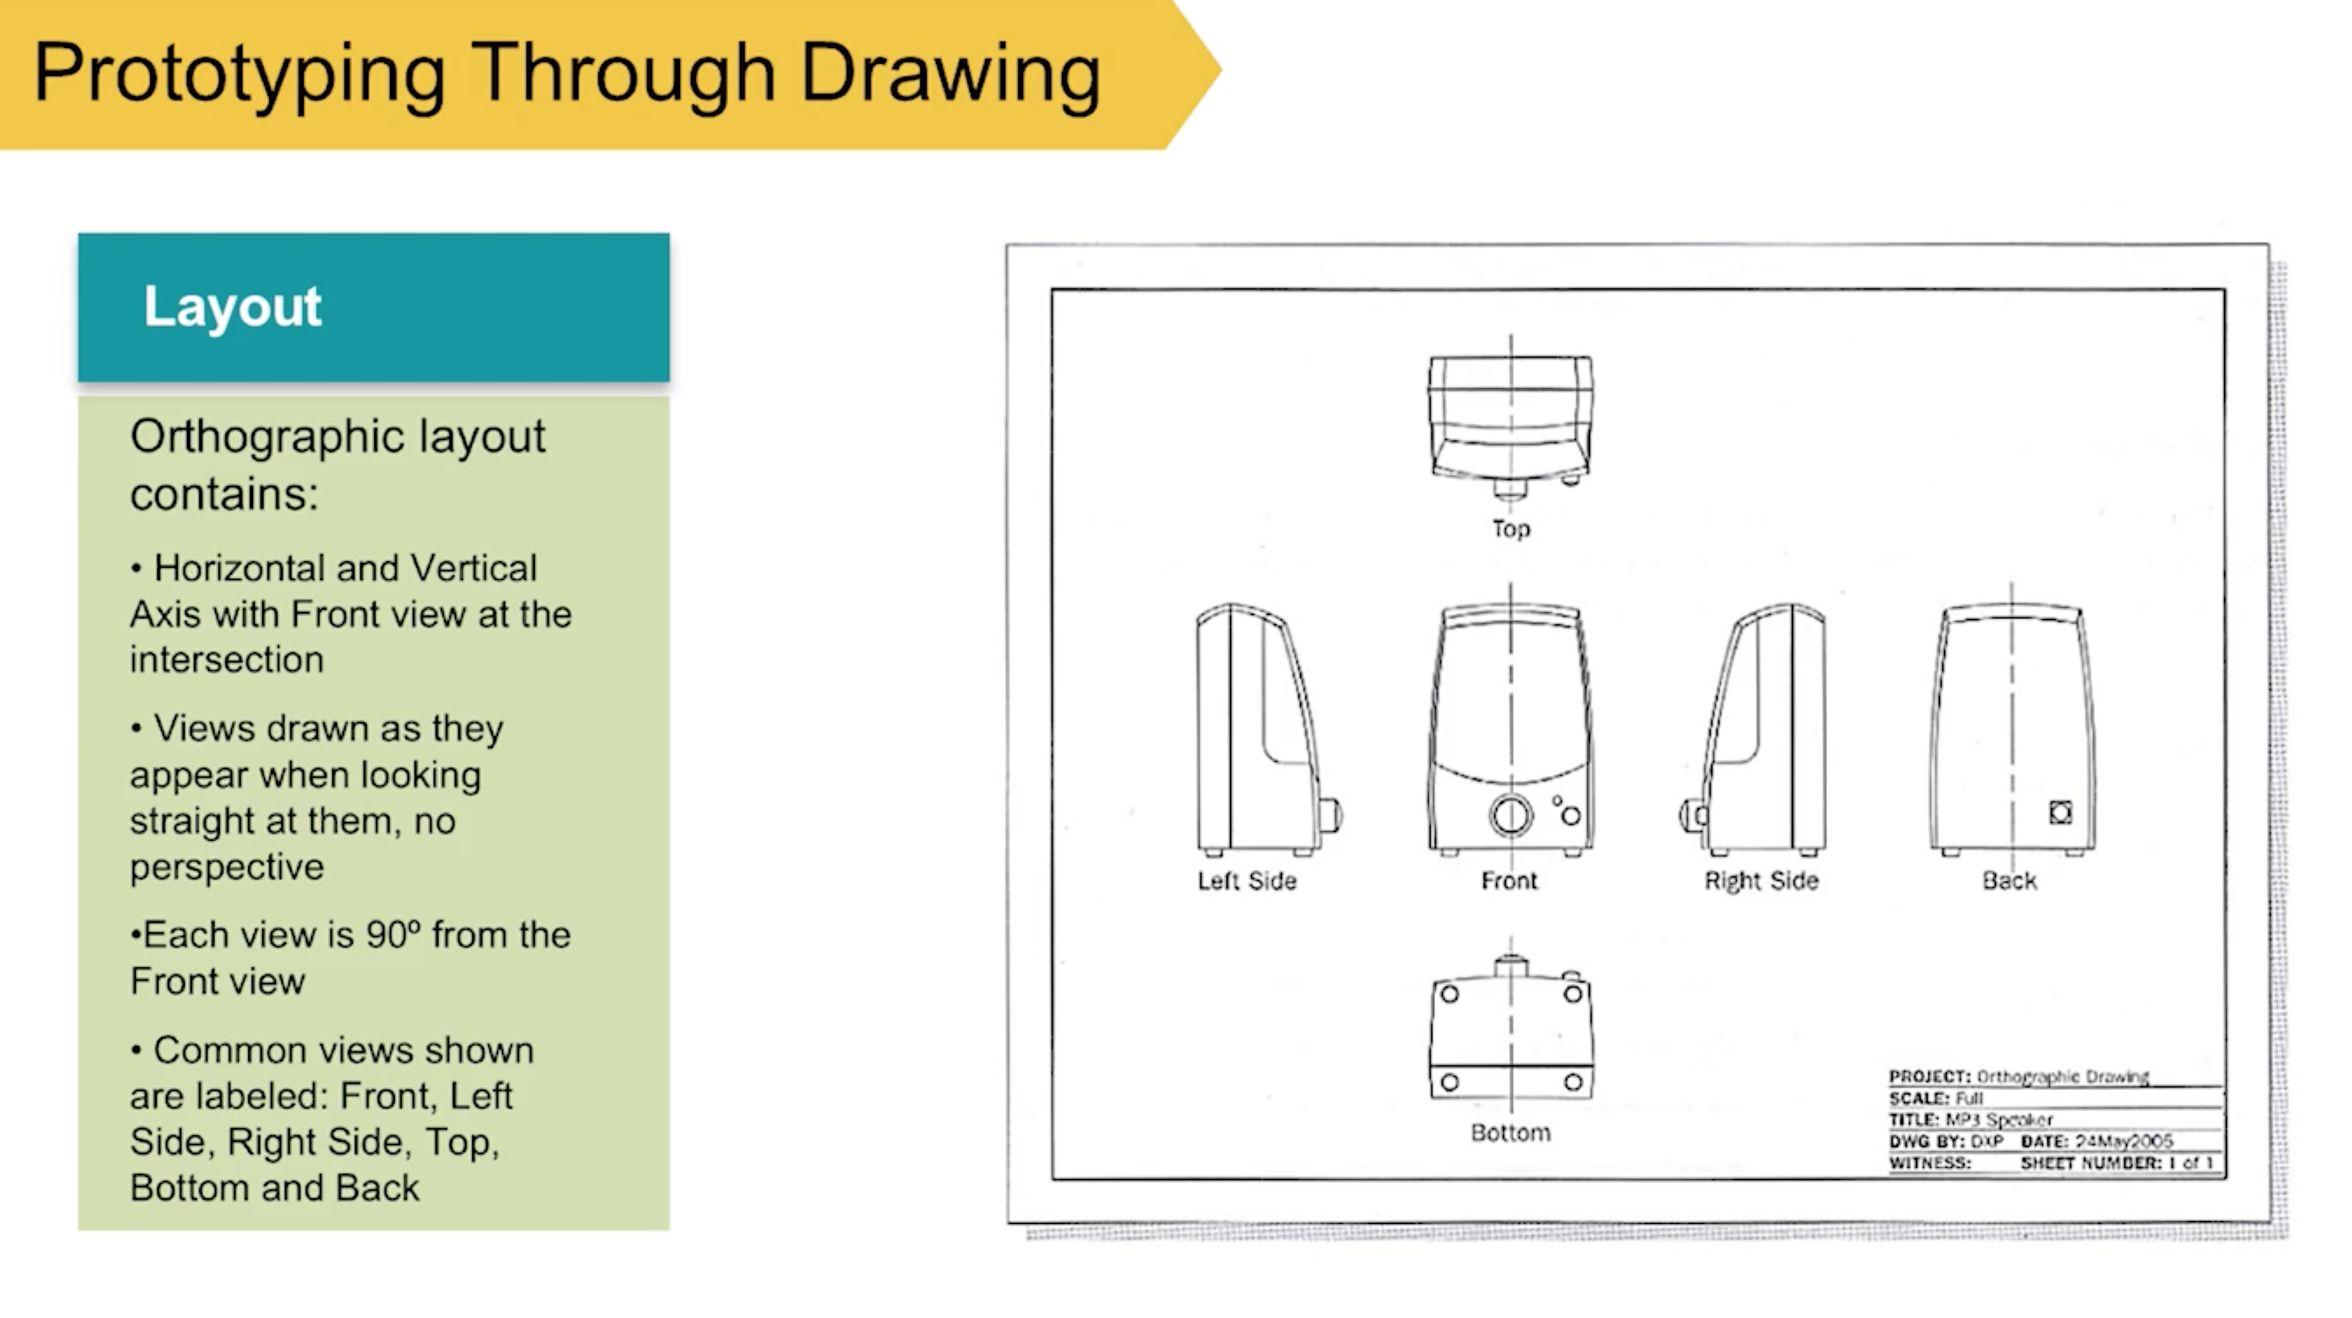 Prototyping Through Drawing
Layout
Orthographic layout
contains:
• Horizontal and Vertical
Axis with Front view at the
intersection
• Views drawn as they
appear when looking
straight at them, no
perspective
•Each view is 90º from the
Front view
• Common views shown
are labeled: Front, Left
Side, Right Side, Top,
Bottom and Back
Top
Left Side
Front
Right Side
Back
Bottom
PROJECT: Orthographic Drawing
SCALE: Full
TITLE: MP3 Speaker
DWG BY: DXP DATE: 24May2005
WITNESS: SHEET NUMBER: 1 of 1